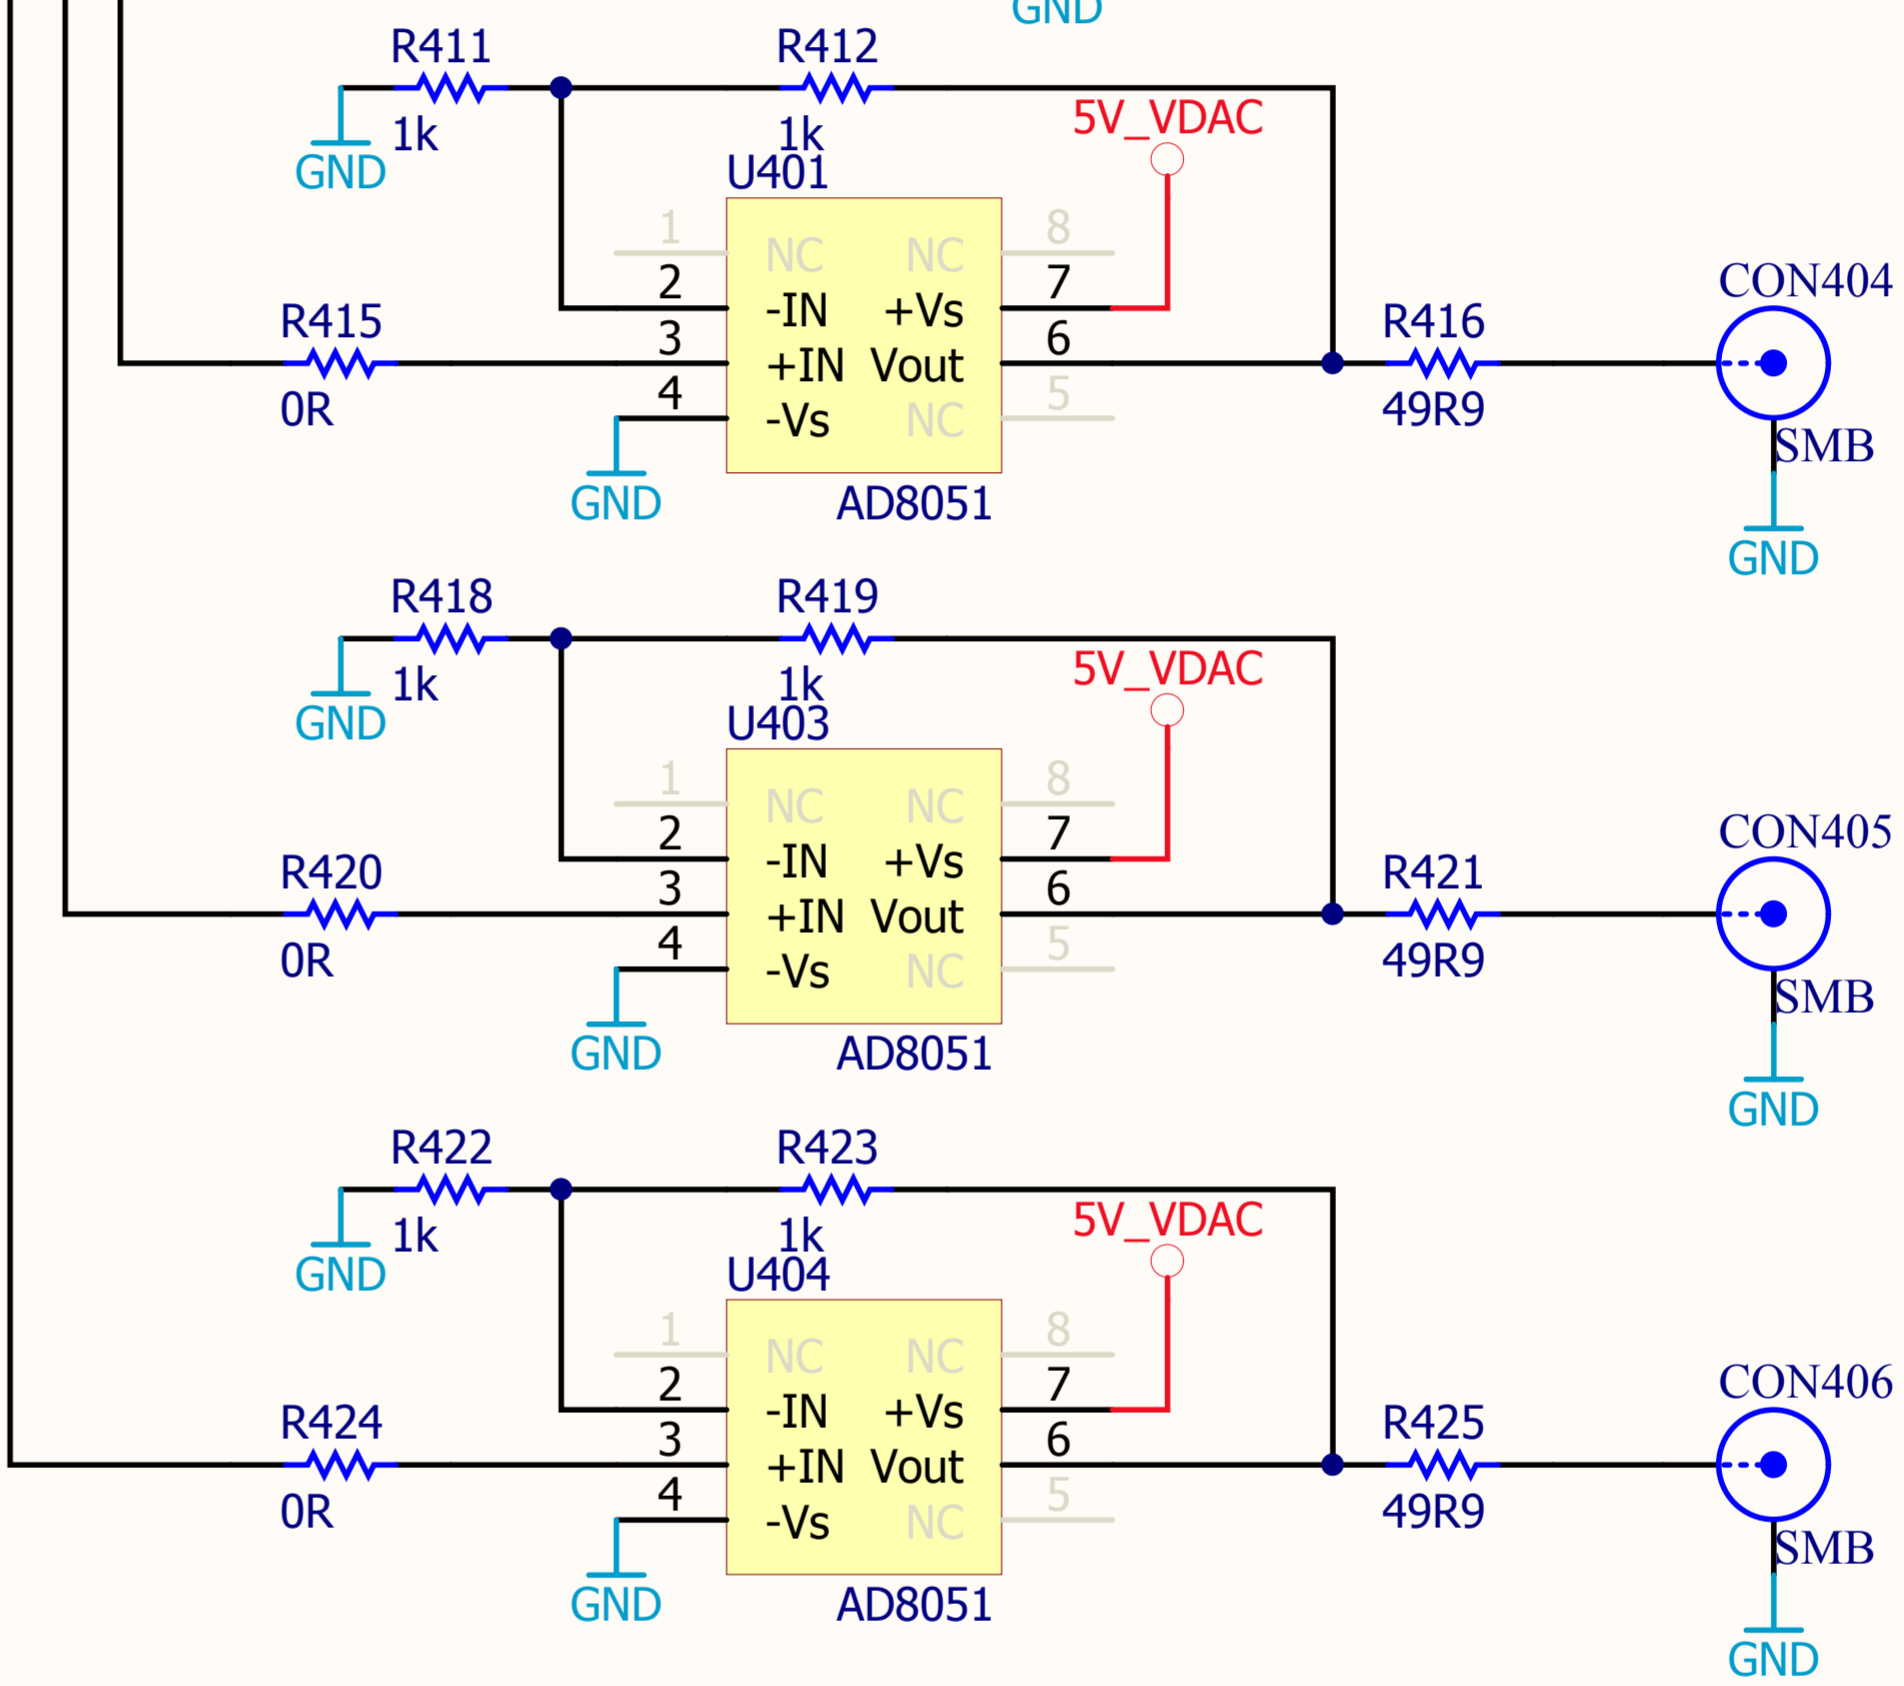 GND
R411
R412
1k
1k
5V_VDAC
GND
U401
1
NC
NC
8
2
-IN
+Vs
7
CON404
R415
3
+IN
Vout
6
R416
0R
4
-Vs
NC
5
49R9
SMB
GND
AD8051
GND
R418
R419
1k
1k
5V_VDAC
GND
U403
1
NC
NC
8
2
-IN
+Vs
7
CON405
R420
3
+IN
Vout
6
R421
0R
4
-Vs
NC
5
49R9
SMB
GND
AD8051
GND
R422
R423
1k
1k
5V_VDAC
GND
U404
1
NC
NC
8
2
-IN
+Vs
7
CON406
R424
3
+IN
Vout
6
R425
0R
4
-Vs
NC
5
49R9
SMB
GND
AD8051
GND